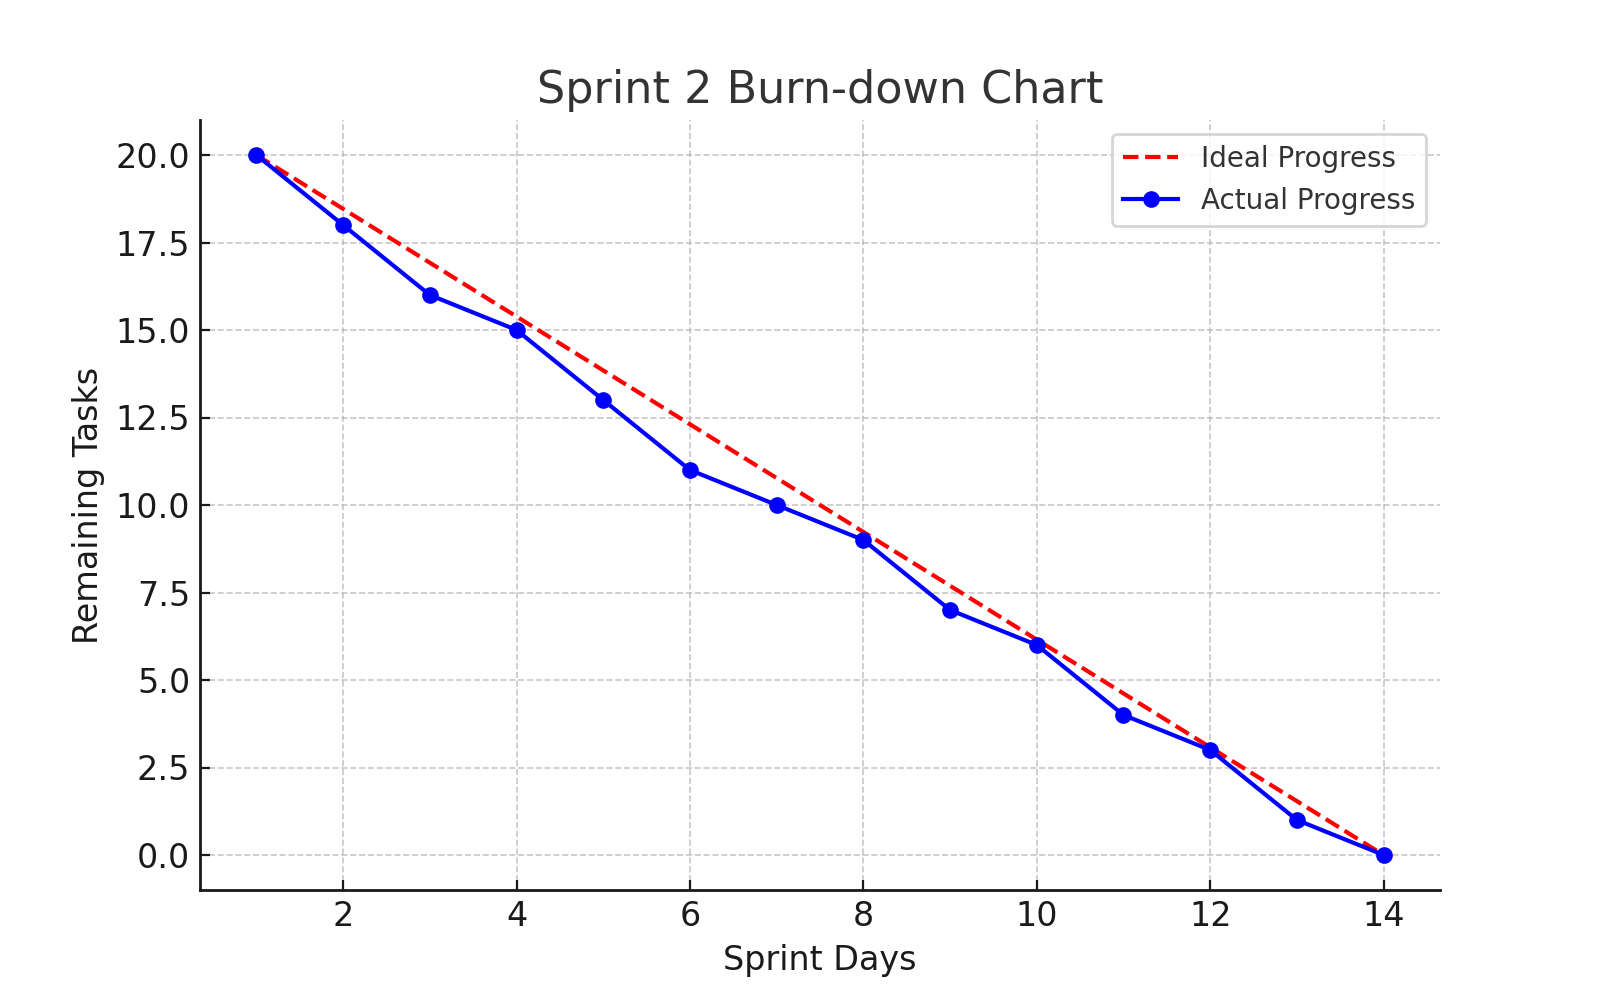 Sprint 2 Burn-down Chart
Ideal Progress
Actual Progress
Remaining Tasks
20.0
17.5
15.0
12.5
10.0
7.5
5.0
2.5
0.0
2 4 6 8 10 12 14
Sprint Days